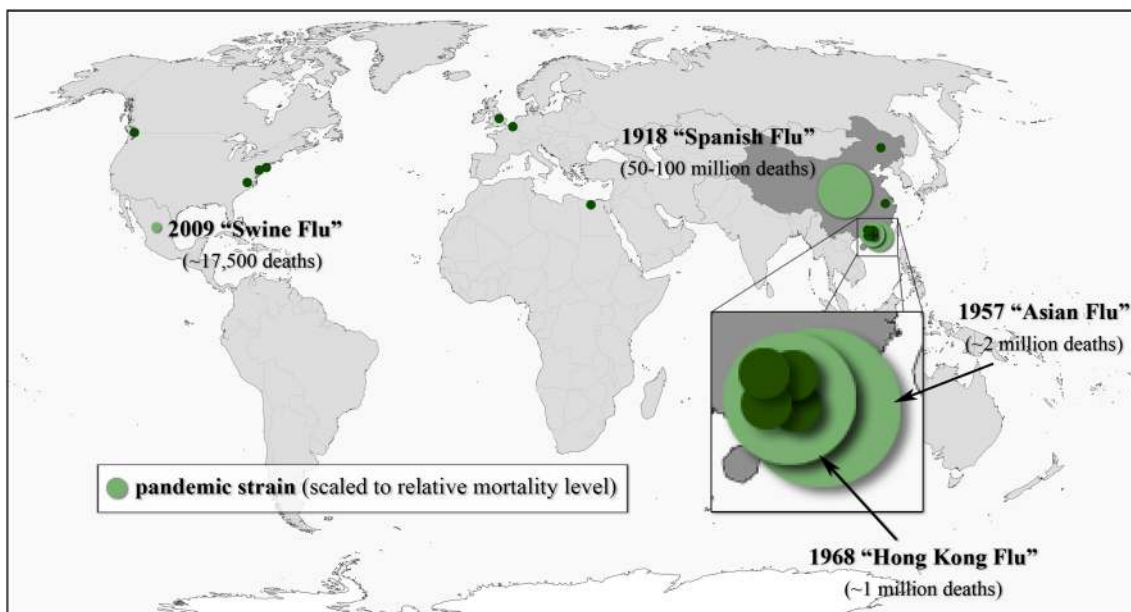 1918 “Spanish Flu”
(50-100 million deaths)
2009 “Swine Flu”
(~17,500 deaths)
1957 “Asian Flu”
(~2 million deaths)
pandemic strain (scaled to relative mortality level)
1968 “Hong Kong Flu”
(~1 million deaths)